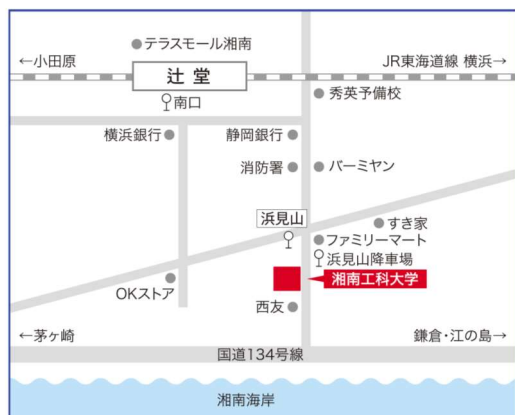 テラスモール湘南
←小田原
JR東海道線 横浜→
辻堂
南口
秀英予備校
横浜銀行
静岡銀行
消防署
バーミヤン
浜見山
すき家
ファミリーマート
浜見山降車場
湘南工科大学
OKストア
西友
←茅ヶ崎
鎌倉・江の島→
国道134号線
湘南海岸